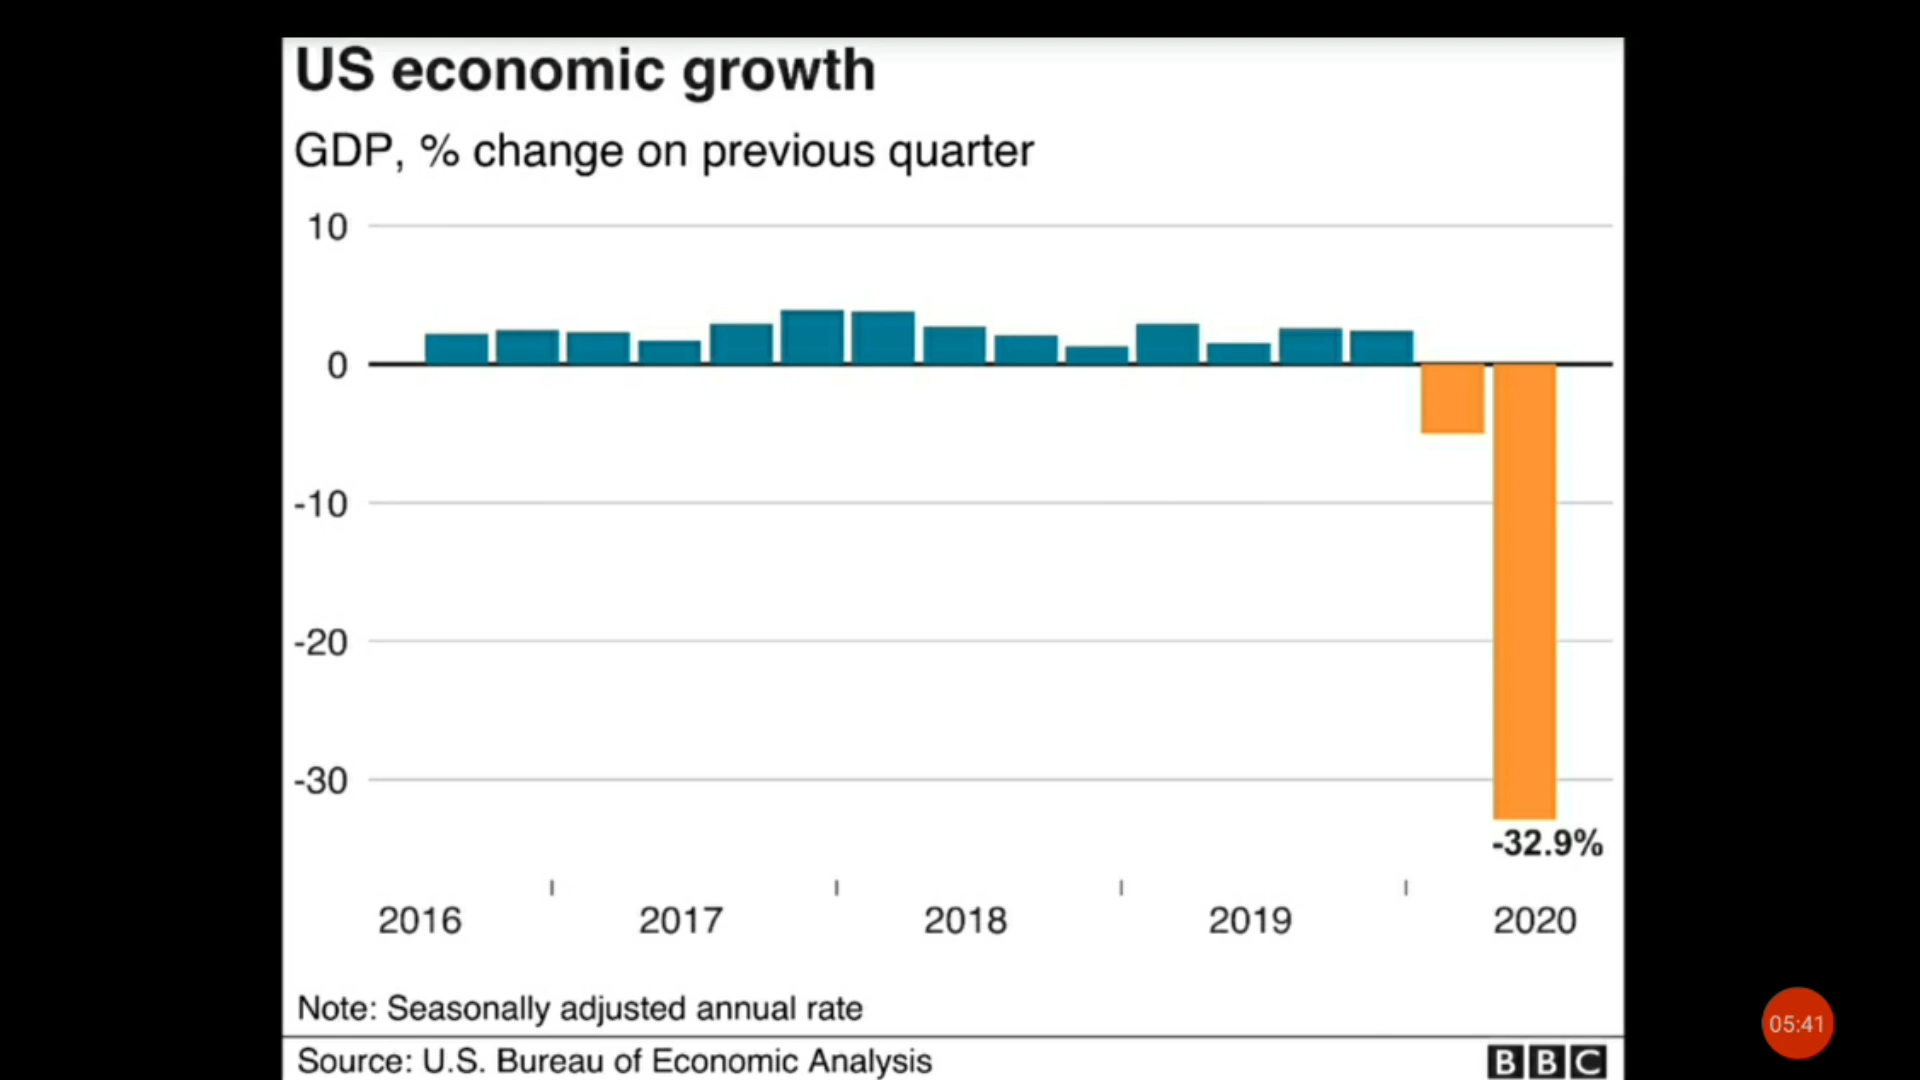 US economic growth
GDP, % change on previous quarter
10
0
-10
-20
-30
-32.9%
2016 2017 2018 2019 2020
Note: Seasonally adjusted annual rate
Source: U.S. Bureau of Economic Analysis
BBC
05:41